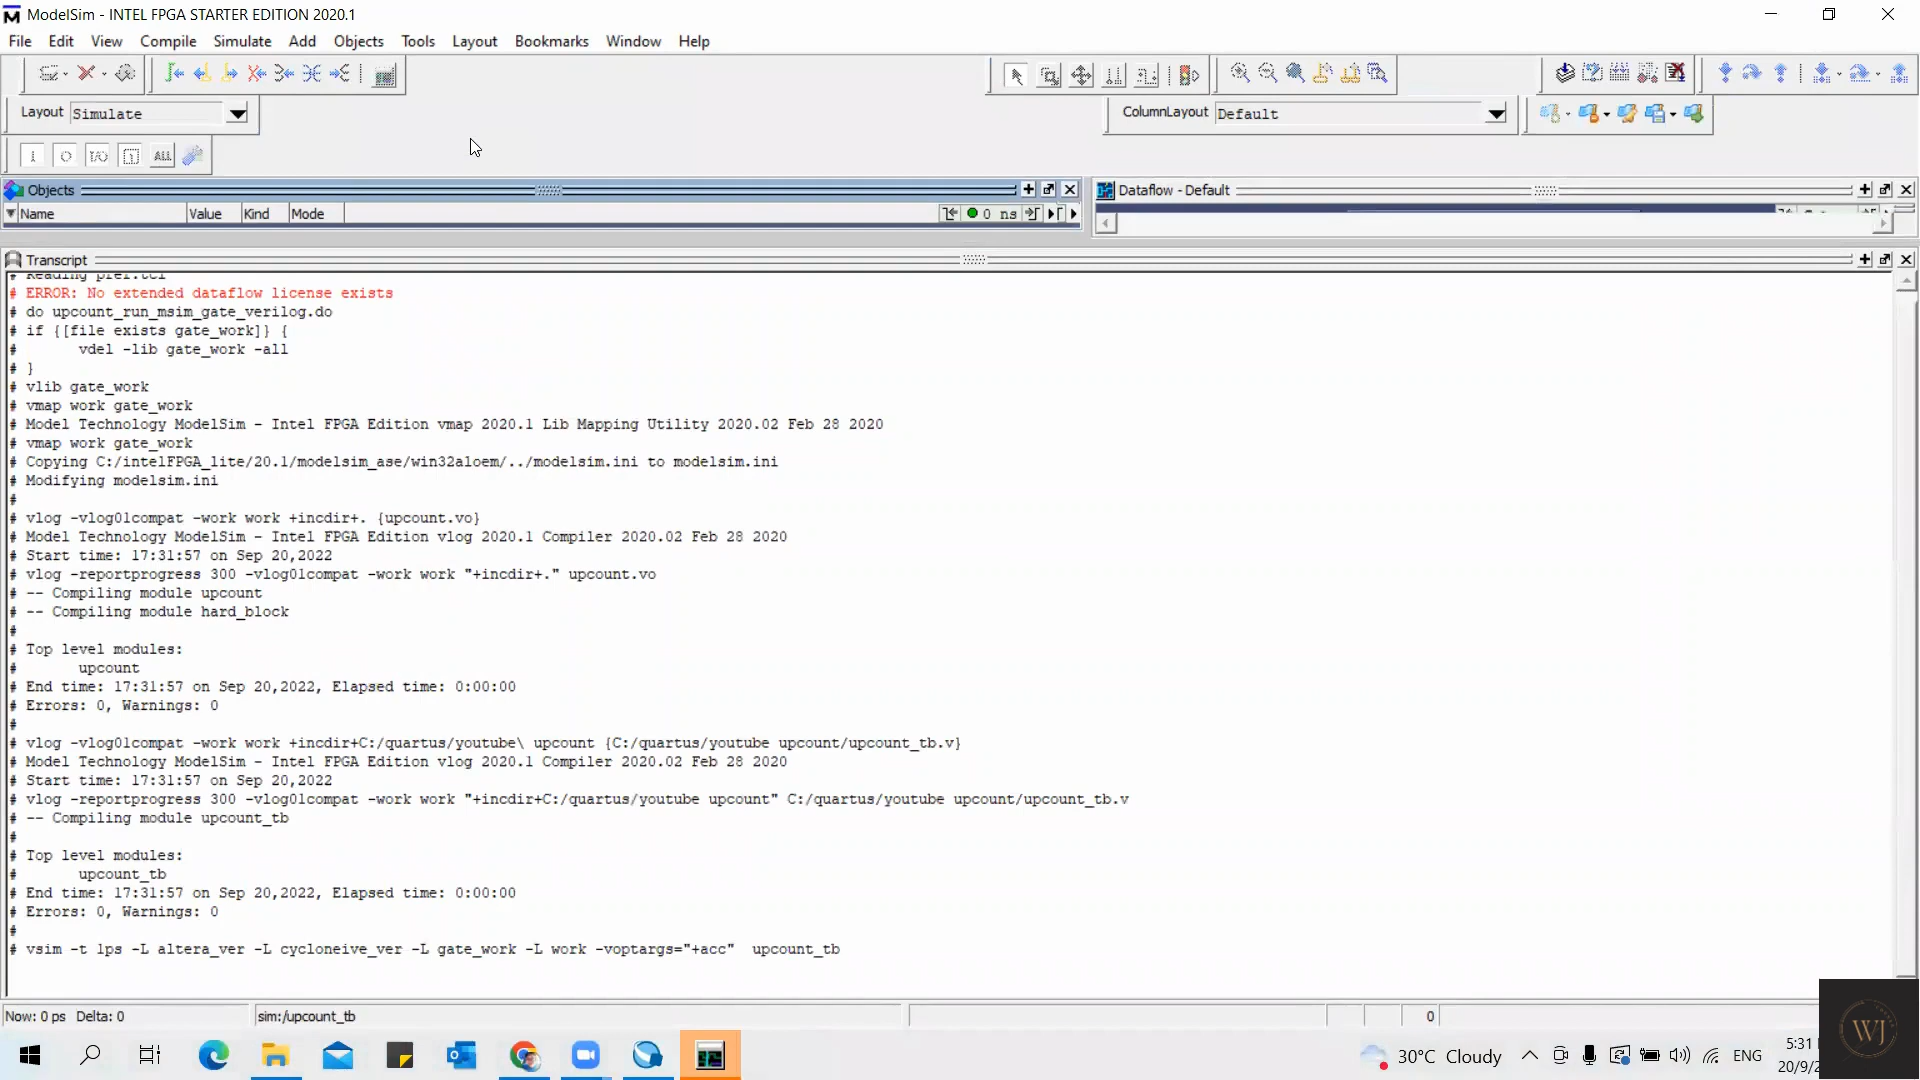 ModelSim - INTEL FPGA STARTER EDITION 2020.1
File Edit View Compile Simulate Add Objects Tools Layout Bookmarks Window Help
Layout Simulate
ColumnLayout Default
ALL
Objects
Dataflow - Default
Name Value Kind Mode
0 ns
Transcript
# Reading pref.tcl
# ERROR: No extended dataflow license exists
# do upcount_run_msim_gate_verilog.do
# if {[file exists gate_work]} {
# vdel -lib gate_work -all
# }
# vlib gate_work
# vmap work gate_work
# Model Technology ModelSim - Intel FPGA Edition vmap 2020.1 Lib Mapping Utility 2020.02 Feb 28 2020
# vmap work gate_work
# Copying C:/intelFPGA_lite/20.1/modelsim_ase/win32aloem/../modelsim.ini to modelsim.ini
# Modifying modelsim.ini
#
# vlog -vlog01compat -work work +incdir+. {upcount.vo}
# Model Technology ModelSim - Intel FPGA Edition vlog 2020.1 Compiler 2020.02 Feb 28 2020
# Start time: 17:31:57 on Sep 20,2022
# vlog -reportprogress 300 -vlog01compat -work work "+incdir+." upcount.vo
# -- Compiling module upcount
# -- Compiling module hard_block
#
# Top level modules:
# upcount
# End time: 17:31:57 on Sep 20,2022, Elapsed time: 0:00:00
# Errors: 0, Warnings: 0
#
# vlog -vlog01compat -work work +incdir+C:/quartus/youtube\ upcount {C:/quartus/youtube upcount/upcount_tb.v}
# Model Technology ModelSim - Intel FPGA Edition vlog 2020.1 Compiler 2020.02 Feb 28 2020
# Start time: 17:31:57 on Sep 20,2022
# vlog -reportprogress 300 -vlog01compat -work work "+incdir+C:/quartus/youtube upcount" C:/quartus/youtube upcount/upcount_tb.v
# -- Compiling module upcount_tb
#
# Top level modules:
# upcount_tb
# End time: 17:31:57 on Sep 20,2022, Elapsed time: 0:00:00
# Errors: 0, Warnings: 0
#
# vsim -t 1ps -L altera_ver -L cycloneive_ver -L gate_work -L work -voptargs="+acc" upcount_tb
Now: 0 ps Delta: 0
sim:/upcount_tb
0
30°C Cloudy
ENG
5:31
20/9/2
WJ